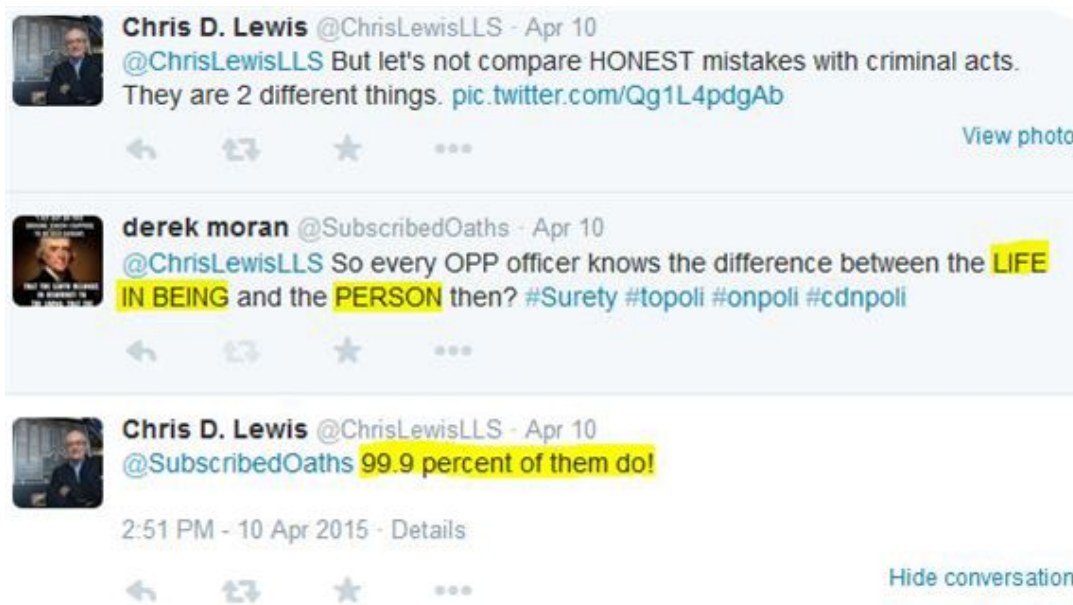 Chris D. Lewis @ChrisLewisLLS · Apr 10
@ChrisLewisLLS But let's not compare HONEST mistakes with criminal acts.
They are 2 different things. pic.twitter.com/Qg1L4pdgAb
View photo
derek moran @SubscribedOaths · Apr 10
@ChrisLewisLLS So every OPP officer knows the difference between the LIFE
IN BEING and the PERSON then? #Surety #topoli #onpoli #cdnpoli
Chris D. Lewis @ChrisLewisLLS · Apr 10
@SubscribedOaths 99.9 percent of them do!
2:51 PM - 10 Apr 2015 · Details
Hide conversation